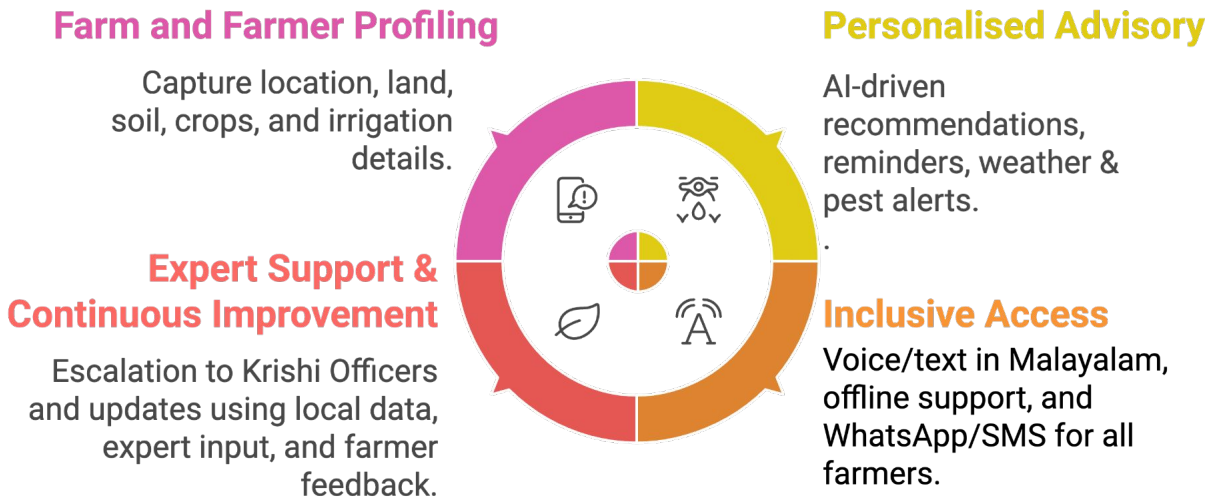 Farm and Farmer Profiling
Capture location, land,
soil, crops, and irrigation
details.
Personalised Advisory
AI-driven
recommendations,
reminders, weather &
pest alerts.
.
Expert Support &
Continuous Improvement
Escalation to Krishi Officers
and updates using local data,
expert input, and farmer
feedback.
Inclusive Access
Voice/text in Malayalam,
offline support, and
WhatsApp/SMS for all
farmers.